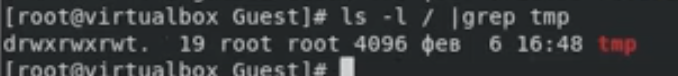 [root@virtualbox Guest]# ls -l / |grep tmp
drwxrwxrwt.  19 root root 4096 фев  6 16:48 tmp
[root@virtualbox Guest]#